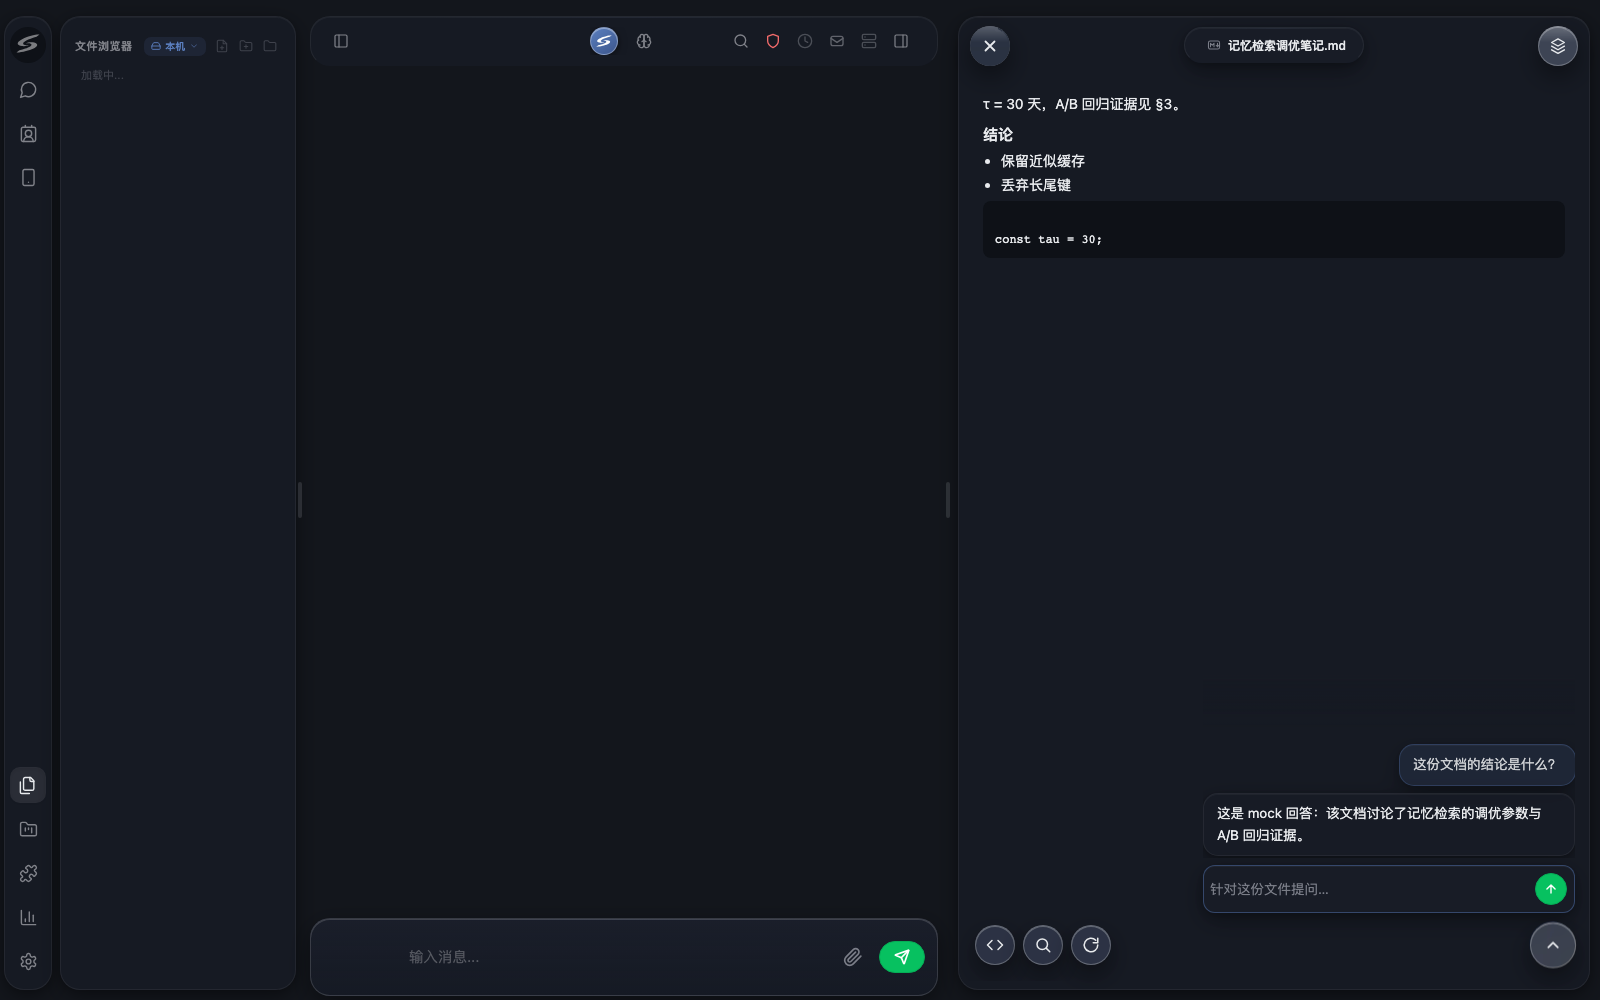 文件浏览器
本机
加载中...
输入消息...
记忆检索调优笔记.md
τ = 30 天，A/B 回归证据见 §3。
结论
• 保留近似缓存
• 丢弃长尾键
const tau = 30;
这份文档的结论是什么？
这是 mock 回答：该文档讨论了记忆检索的调优参数与
A/B 回归证据。
针对这份文件提问...